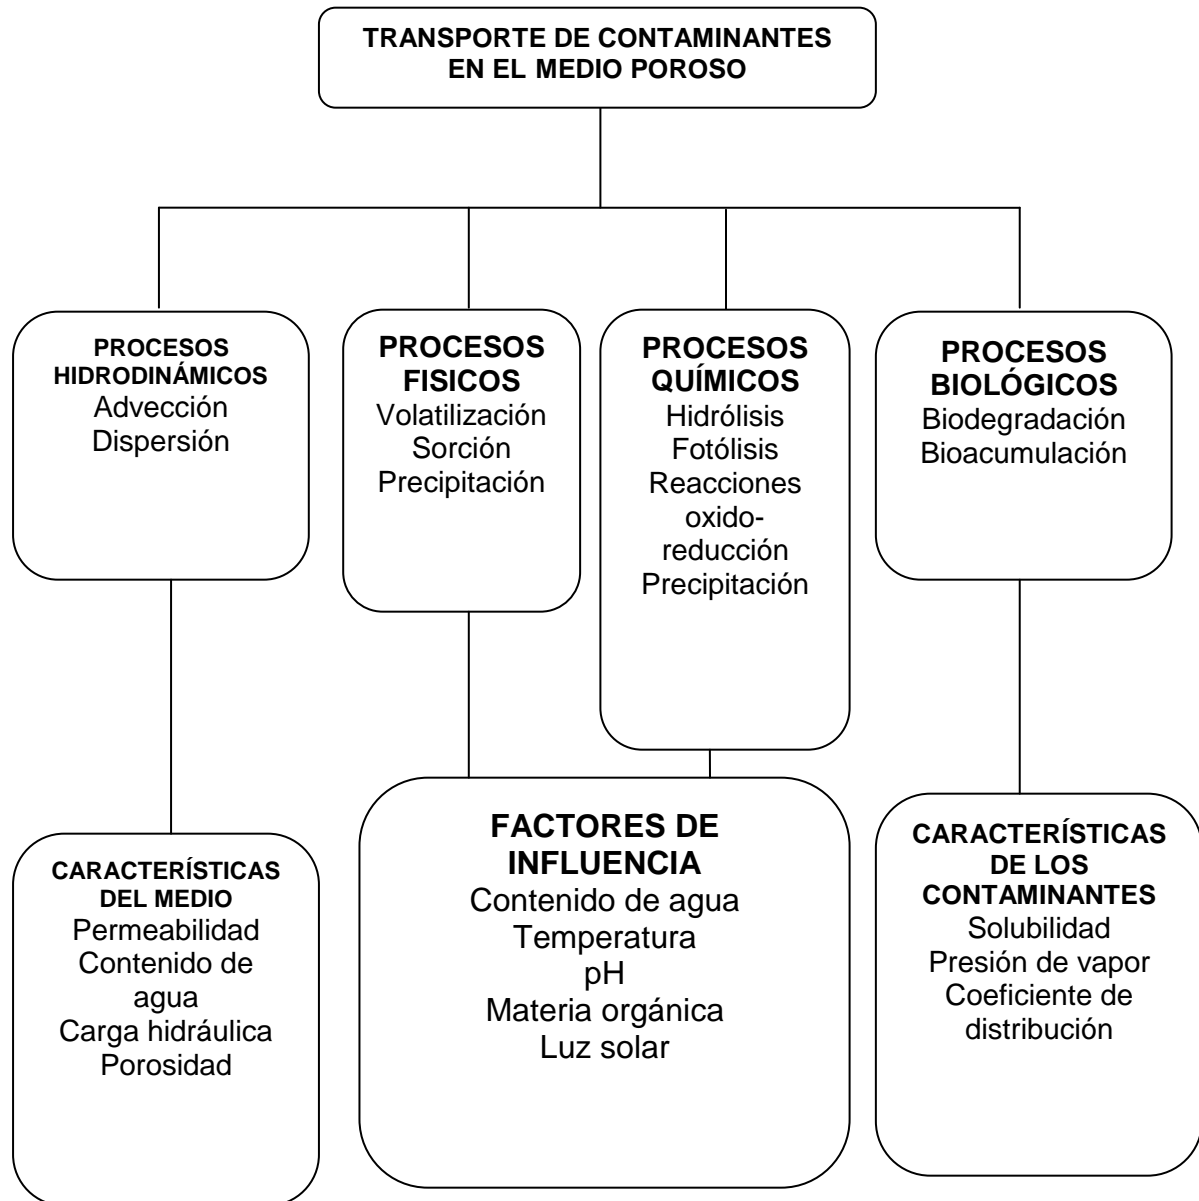 TRANSPORTE DE CONTAMINANTES
EN EL MEDIO POROSO
PROCESOS
HIDRODINÁMICOS
Advección
Dispersión
PROCESOS
FISICOS
Volatilización
Sorción
Precipitación
PROCESOS
QUÍMICOS
Hidrólisis
Fotólisis
Reacciones
oxido-
reducción
Precipitación
PROCESOS
BIOLÓGICOS
Biodegradación
Bioacumulación
CARACTERÍSTICAS
DEL MEDIO
Permeabilidad
Contenido de
agua
Carga hidráulica
Porosidad
FACTORES DE
INFLUENCIA
Contenido de agua
Temperatura
pH
Materia orgánica
Luz solar
CARACTERÍSTICAS
DE LOS
CONTAMINANTES
Solubilidad
Presión de vapor
Coeficiente de
distribución